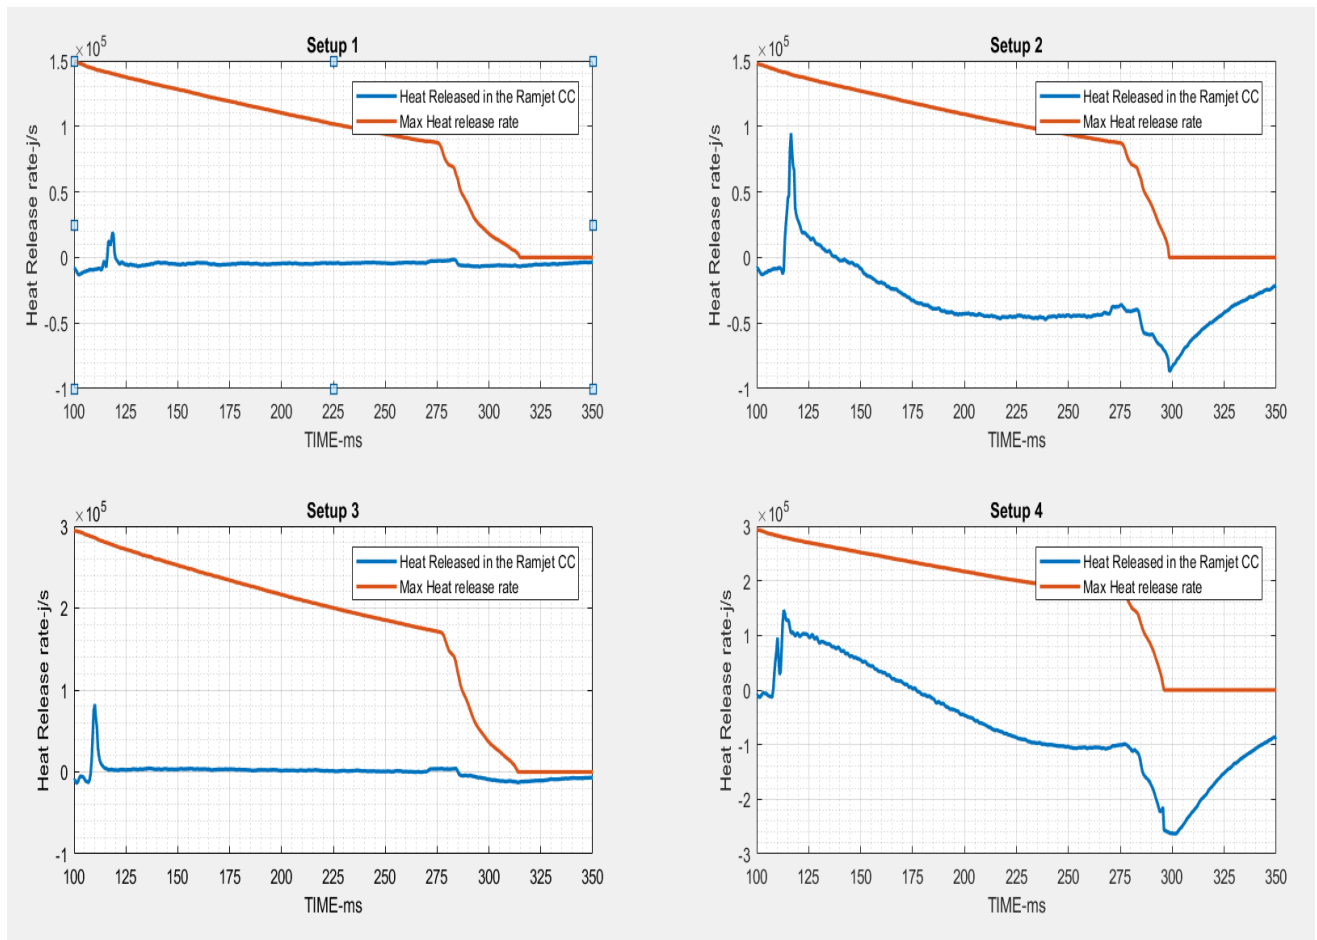 Setup 1
×10^5
1.5
1
0.5
0
-0.5
-1
Heat Release rate-j/s
Heat Released in the Ramjet CC
Max Heat release rate
100 125 150 175 200 225 250 275 300 325 350
TIME-ms
Setup 2
×10^5
1.5
1
0.5
0
-0.5
-1
Heat Release rate-j/s
Heat Released in the Ramjet CC
Max Heat release rate
100 125 150 175 200 225 250 275 300 325 350
TIME-ms
Setup 3
×10^5
3
2
1
0
-1
Heat Release rate-j/s
Heat Released in the Ramjet CC
Max Heat release rate
100 125 150 175 200 225 250 275 300 325 350
TIME-ms
Setup 4
×10^5
3
2
1
0
-1
-2
-3
Heat Release rate-j/s
Heat Released in the Ramjet CC
Max Heat release rate
100 125 150 175 200 225 250 275 300 325 350
TIME-ms